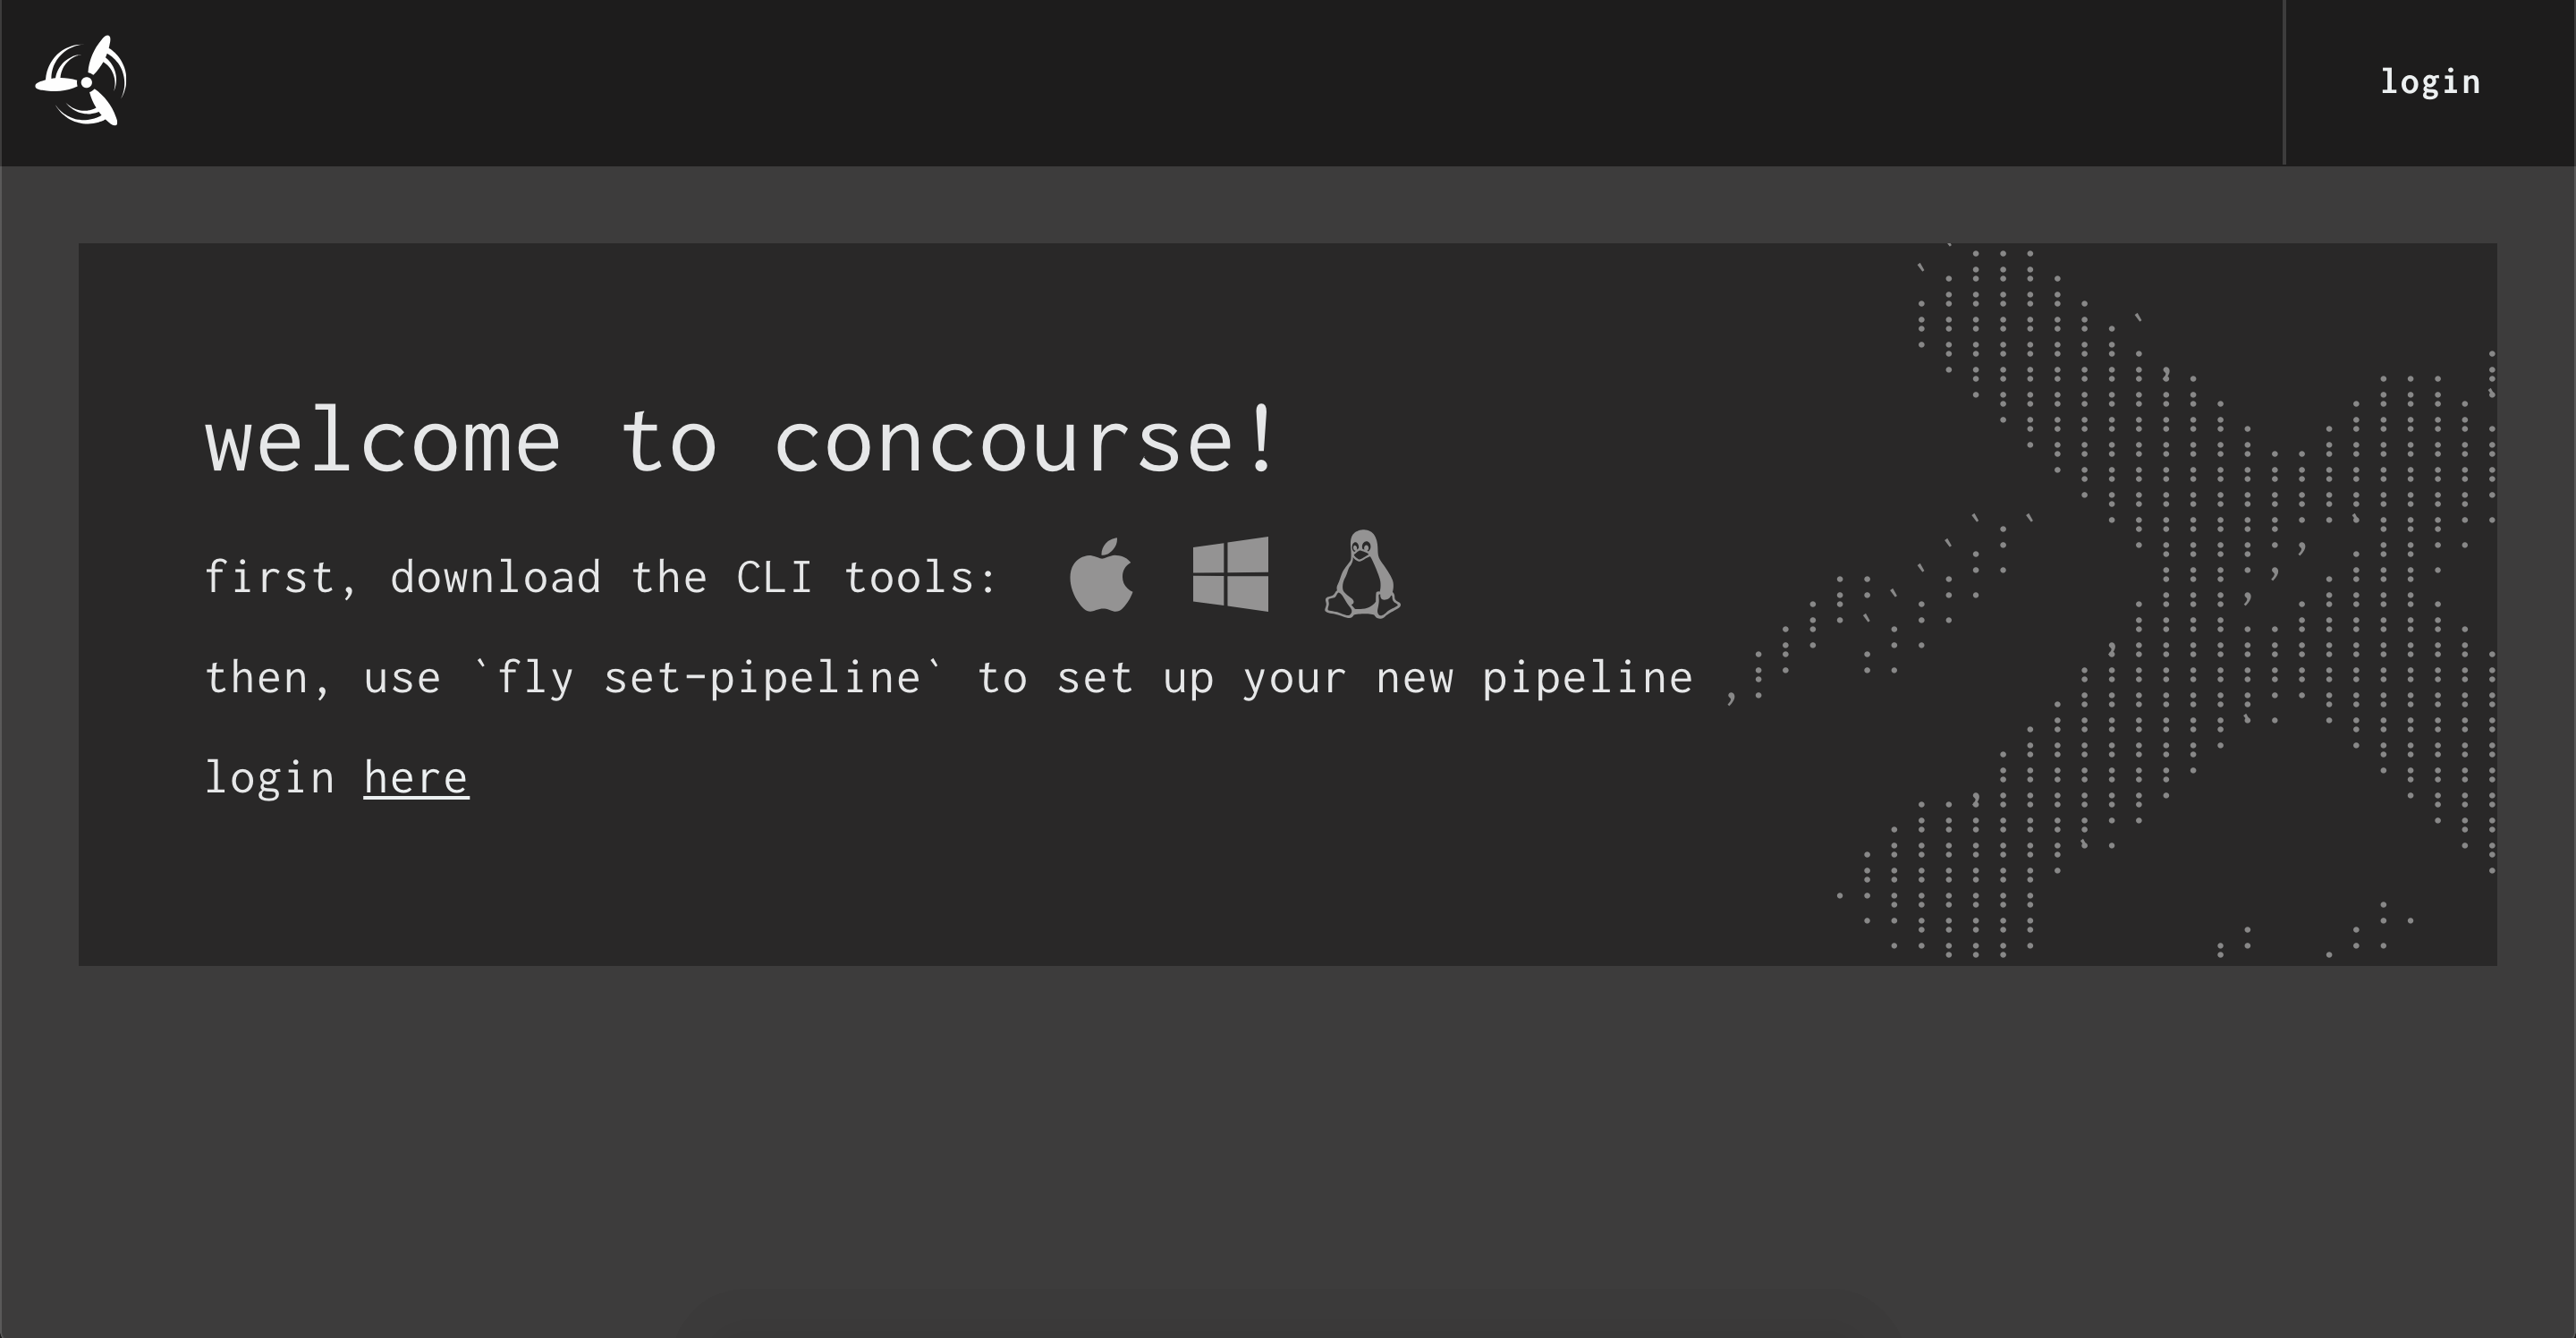 login
welcome to concourse!
first, download the CLI tools:
then, use `fly set-pipeline` to set up your new pipeline
login here